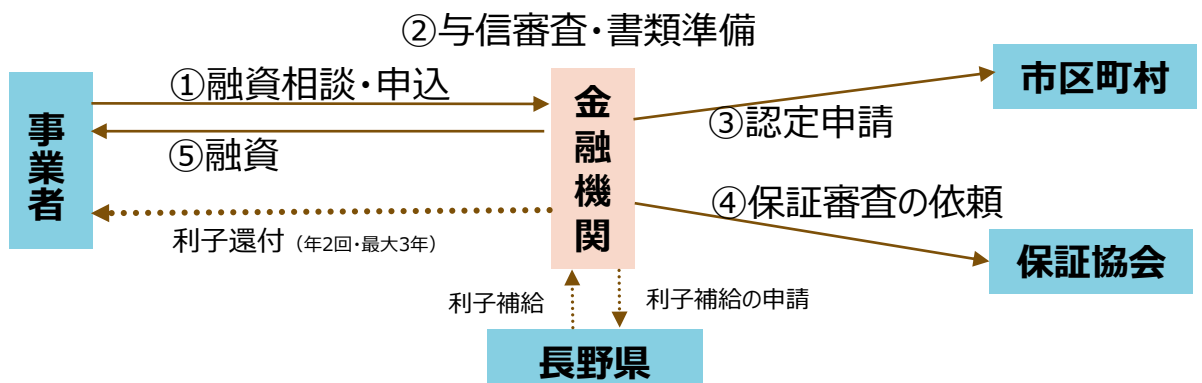 ②与信審査・書類準備
①融資相談・申込
事業者
⑤融資
利子還付（年2回・最大3年）
金融機関
市区町村
③認定申請
④保証審査の依頼
保証協会
利子補給
利子補給の申請
長野県